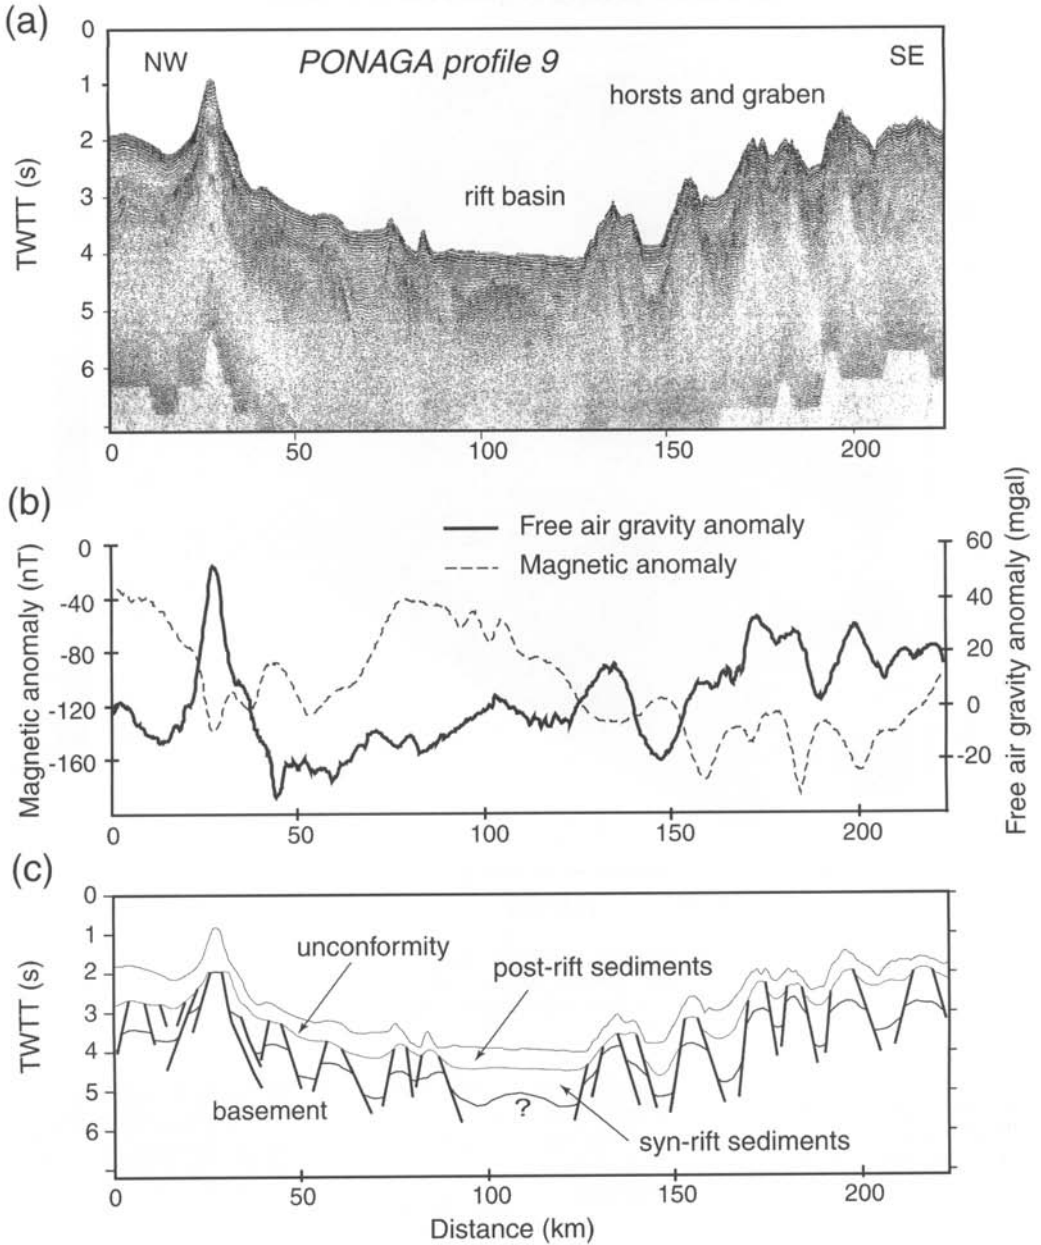 (a)
0
NW
PONAGA profile 9
SE
1
horsts and graben
2
TWTT (s)
3
rift basin
4
5
6
0 50 100 150 200
(b)
Free air gravity anomaly
Magnetic anomaly
Magnetic anomaly (nT)
0
-40
-80
-120
-160
Free air gravity anomaly (mgal)
60
40
20
0
-20
0 50 100 150 200
(c)
0
1
unconformity
2
post-rift sediments
TWTT (s)
3
4
5
basement
?
6
syn-rift sediments
0 50 100 150 200
Distance (km)